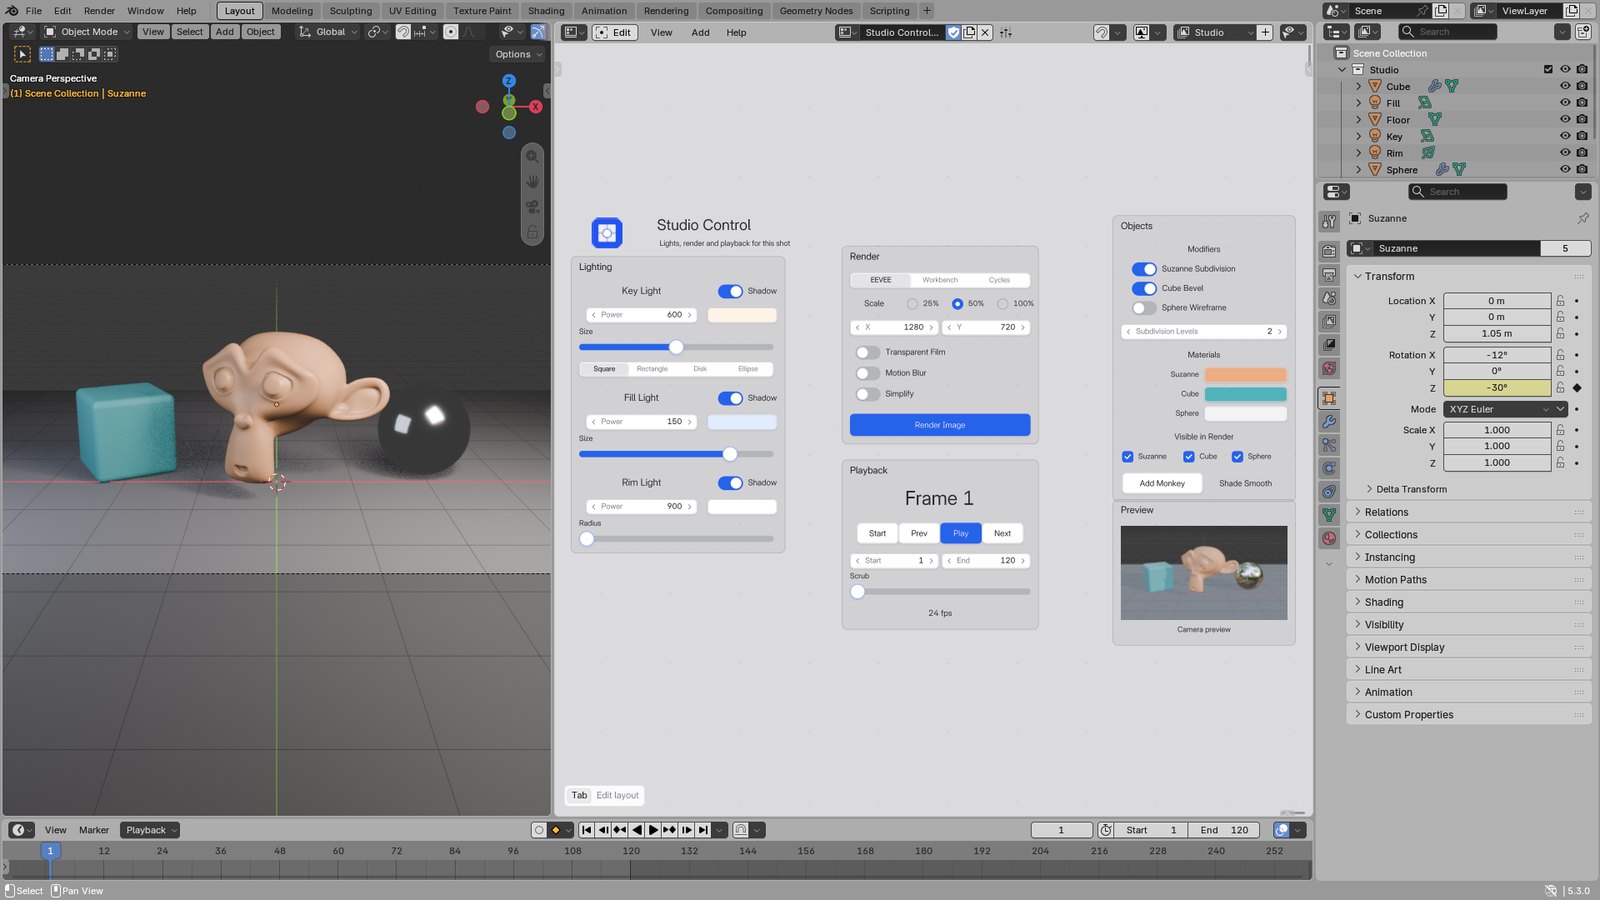 File Edit Render Window Help Layout Modeling Sculpting UV Editing Texture Paint Shading Animation Rendering Compositing Geometry Nodes Scripting + Scene ViewLayer
Object Mode View Select Add Object Global
Options
Camera Perspective
(1) Scene Collection | Suzanne
Z
Y
X
Edit View Add Help Studio Control... Studio
Studio Control
Lights, render and playback for this shot
Lighting
Key Light Shadow
Power 600
Size
Square Rectangle Disk Ellipse
Fill Light Shadow
Power 150
Size
Rim Light Shadow
Power 900
Radius
Render
EEVEE Workbench Cycles
Scale 25% 50% 100%
X 1280 Y 720
Transparent Film
Motion Blur
Simplify
Render Image
Playback
Frame 1
Start Prev Play Next
Start 1 End 120
Scrub
24 fps
Objects
Modifiers
Suzanne Subdivision
Cube Bevel
Sphere Wireframe
Subdivision Levels 2
Materials
Suzanne
Cube
Sphere
Visible in Render
Suzanne Cube Sphere
Add Monkey Shade Smooth
Preview
Camera preview
Tab Edit layout
Search
Scene Collection
Studio
Cube
Fill
Floor
Key
Rim
Sphere
Search
Suzanne
Suzanne 5
Transform
Location X 0 m
Y 0 m
Z 1.05 m
Rotation X -12°
Y 0°
Z -30°
Mode XYZ Euler
Scale X 1.000
Y 1.000
Z 1.000
Delta Transform
Relations
Collections
Instancing
Motion Paths
Shading
Visibility
Viewport Display
Line Art
Animation
Custom Properties
View Marker Playback 1 Start 1 End 120
1 12 24 36 48 60 72 84 96 108 120 132 144 156 168 180 192 204 216 228 240 252
Select Pan View 5.3.0